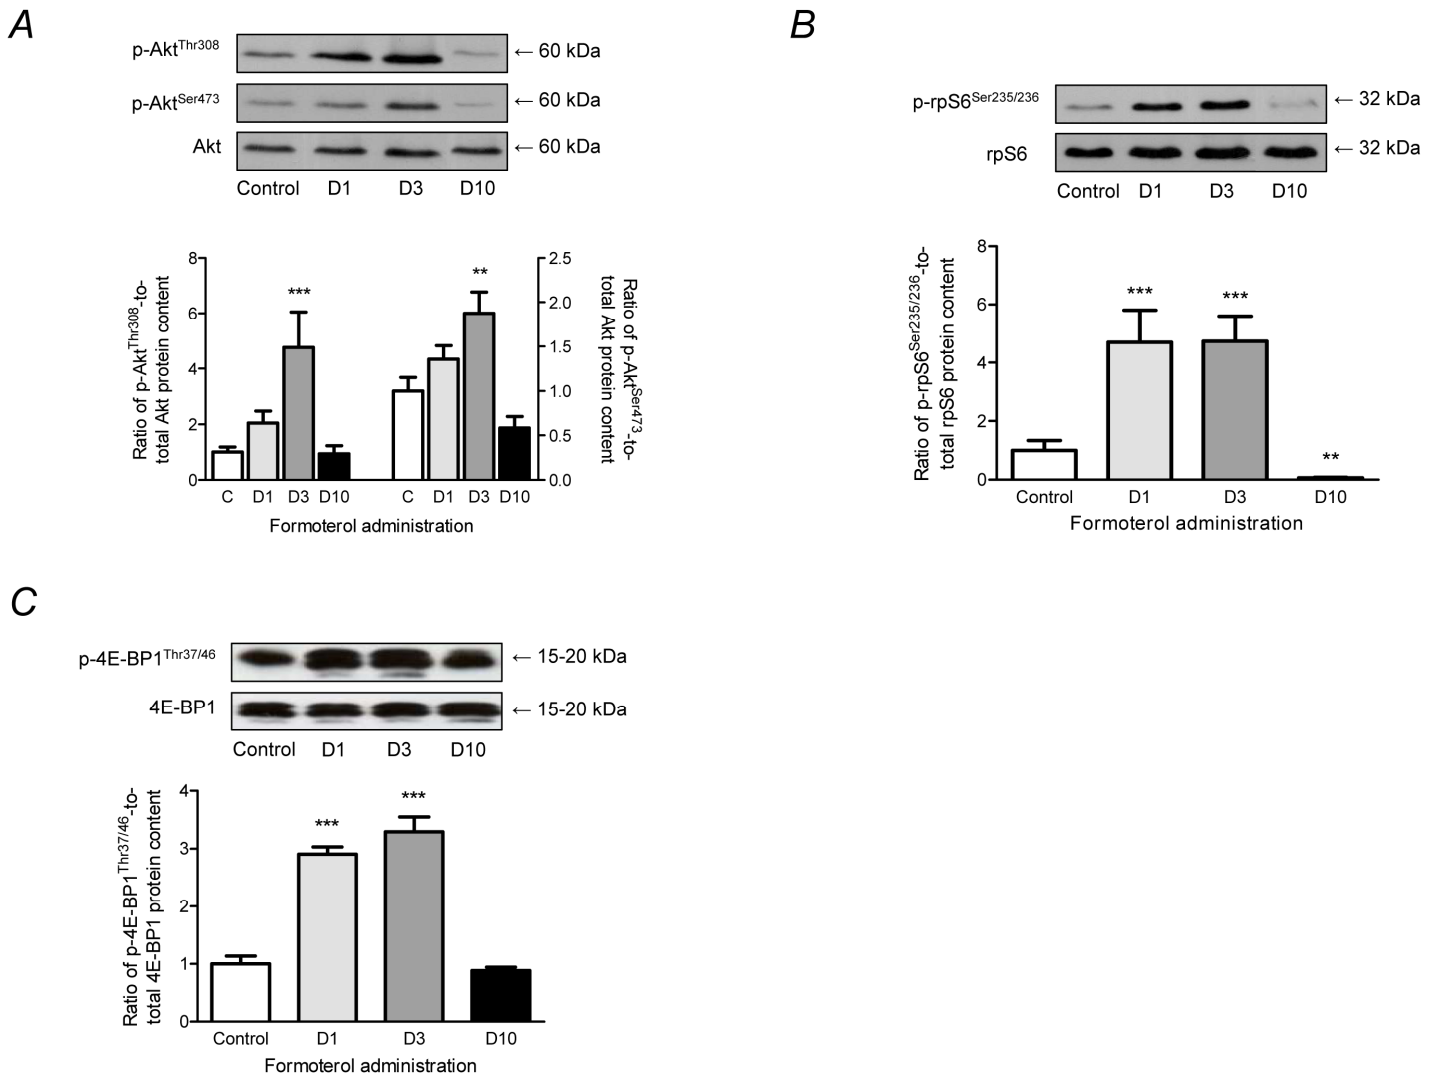 A
p-AktThr308
← 60 kDa
p-AktSer473
← 60 kDa
Akt
← 60 kDa
Control D1 D3 D10
Ratio of p-AktThr308-to-
total Akt protein content
8
6
4
2
0
***
**
2.5
2.0
1.5
1.0
0.5
0.0
Ratio of p-AktSer473-to-
total Akt protein content
C D1 D3 D10 C D1 D3 D10
Formoterol administration
B
p-rpS6Ser235/236
← 32 kDa
rpS6
← 32 kDa
Control D1 D3 D10
Ratio of p-rpS6Ser235/236-to-
total rpS6 protein content
8
6
4
2
0
***
***
**
Control D1 D3 D10
Formoterol administration
C
p-4E-BP1Thr37/46
← 15-20 kDa
4E-BP1
← 15-20 kDa
Control D1 D3 D10
Ratio of p-4E-BP1Thr37/46-to-
total 4E-BP1 protein content
4
3
2
1
0
***
***
Control D1 D3 D10
Formoterol administration